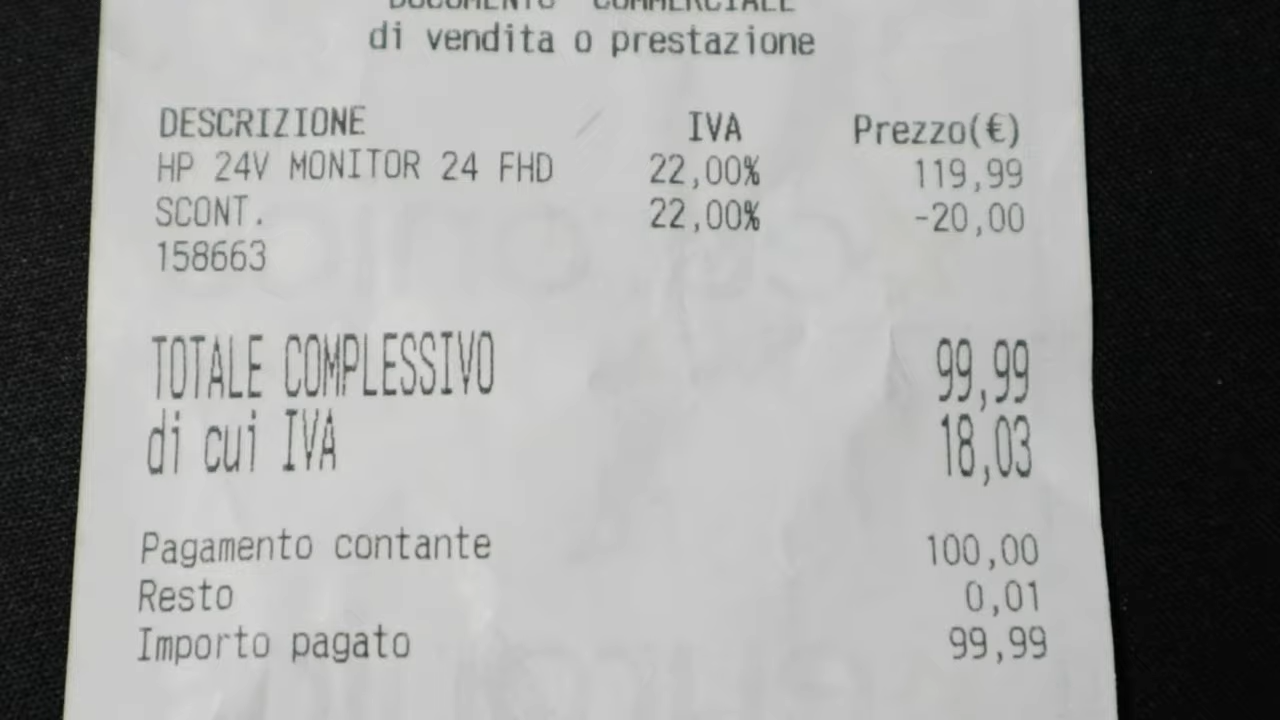 DOCUMENTO COMMERCIALE
di vendita o prestazione
DESCRIZIONE IVA Prezzo(€)
HP 24V MONITOR 24 FHD 22,00% 119,99
SCONT. 22,00% -20,00
158663
TOTALE COMPLESSIVO 99,99
di cui IVA 18,03
Pagamento contante 100,00
Resto 0,01
Importo pagato 99,99